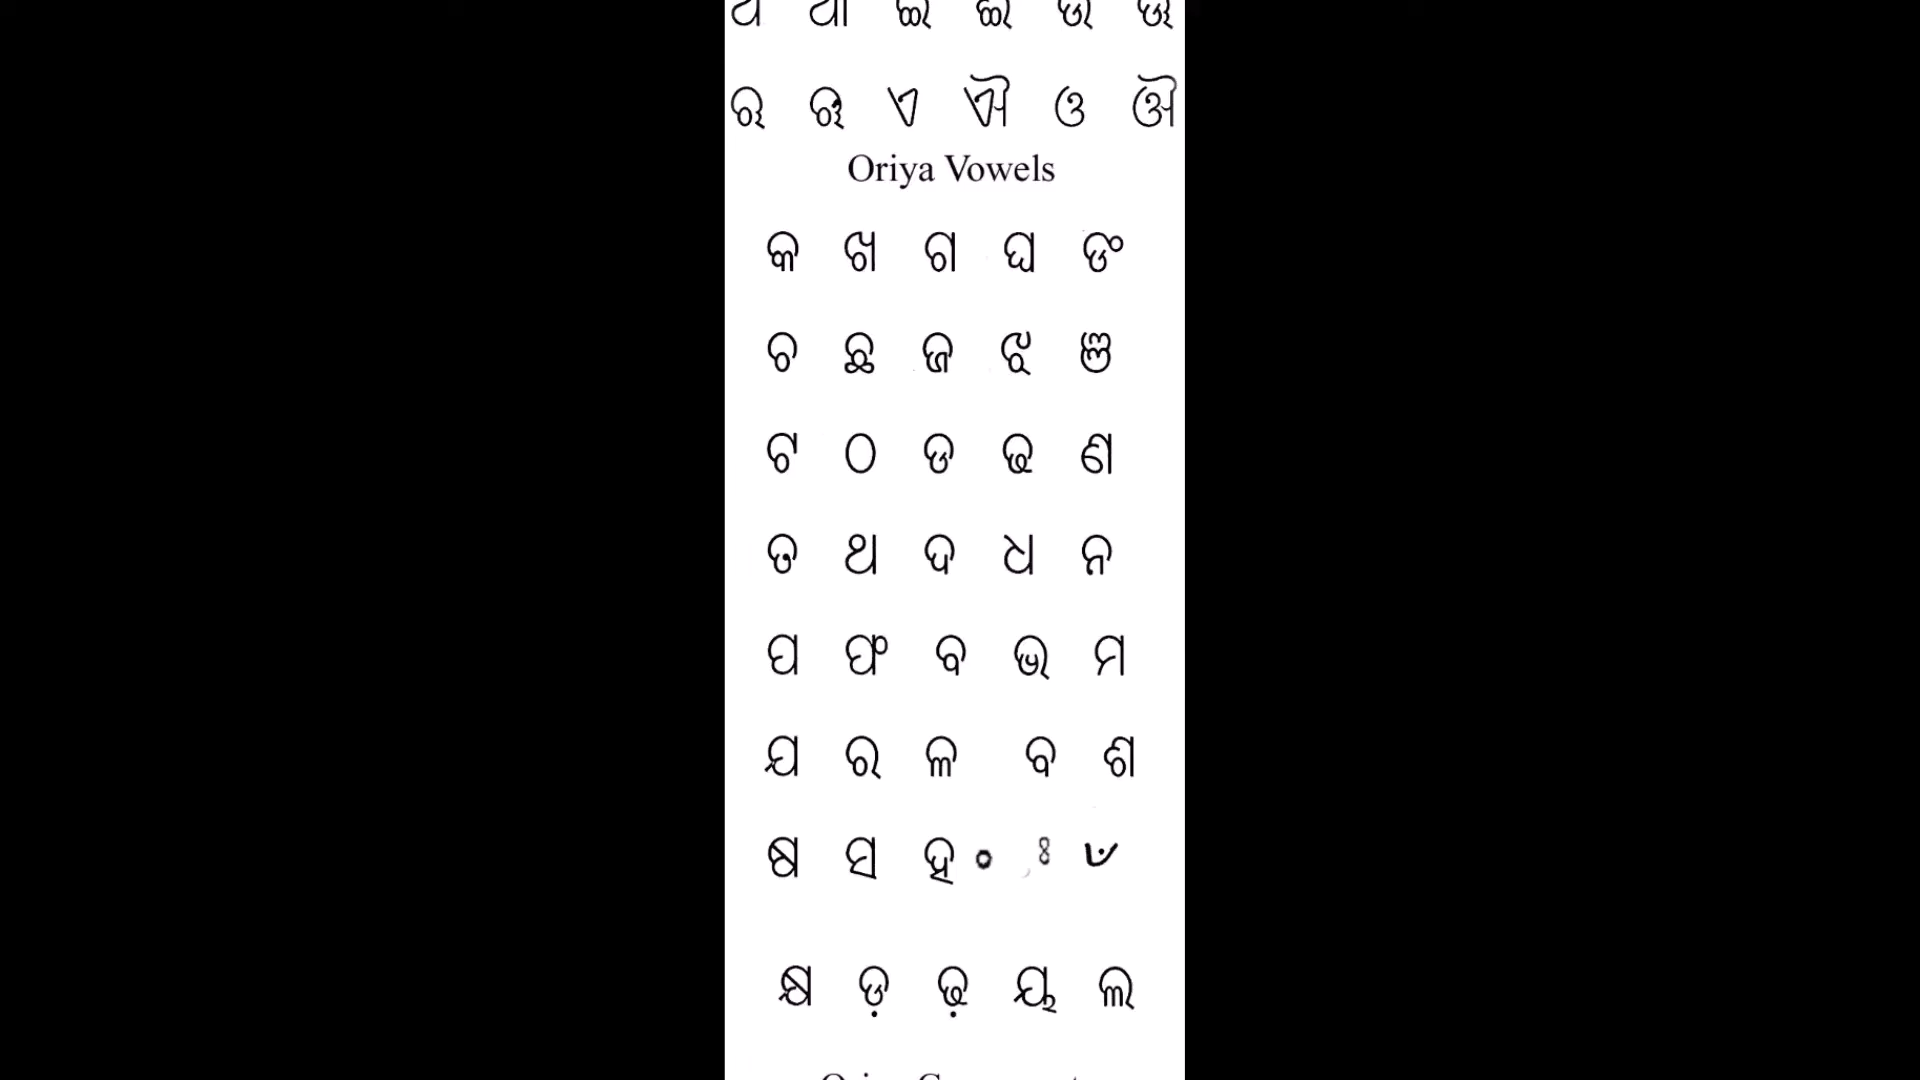 ଅ ଆ ଇ ଈ ଉ ଊ
ଋ ୠ ଏ ଐ ଓ ଔ
Oriya Vowels
କ ଖ ଗ ଘ ଙ
ଚ ଛ ଜ ଝ ଞ
ଟ ଠ ଡ ଢ ଣ
ତ ଥ ଦ ଧ ନ
ପ ଫ ବ ଭ ମ
ଯ ର ଳ ବ ଶ
ଷ ସ ହ ଂ ଃ ଁ
କ୍ଷ ଡ଼ ଢ଼ ୟ ଲ